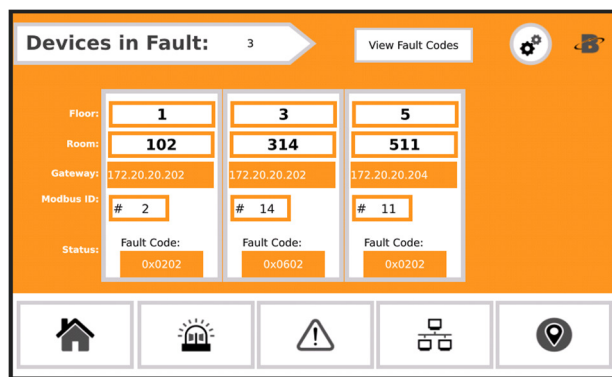 Devices in Fault: 3 View Fault Codes B
Floor: 1 3 5
Room: 102 314 511
Gateway: 172.20.20.202 172.20.20.202 172.20.20.204
Modbus ID: # 2 # 14 # 11
Fault Code: Fault Code: Fault Code:
Status: 0x0202 0x0602 0x0202